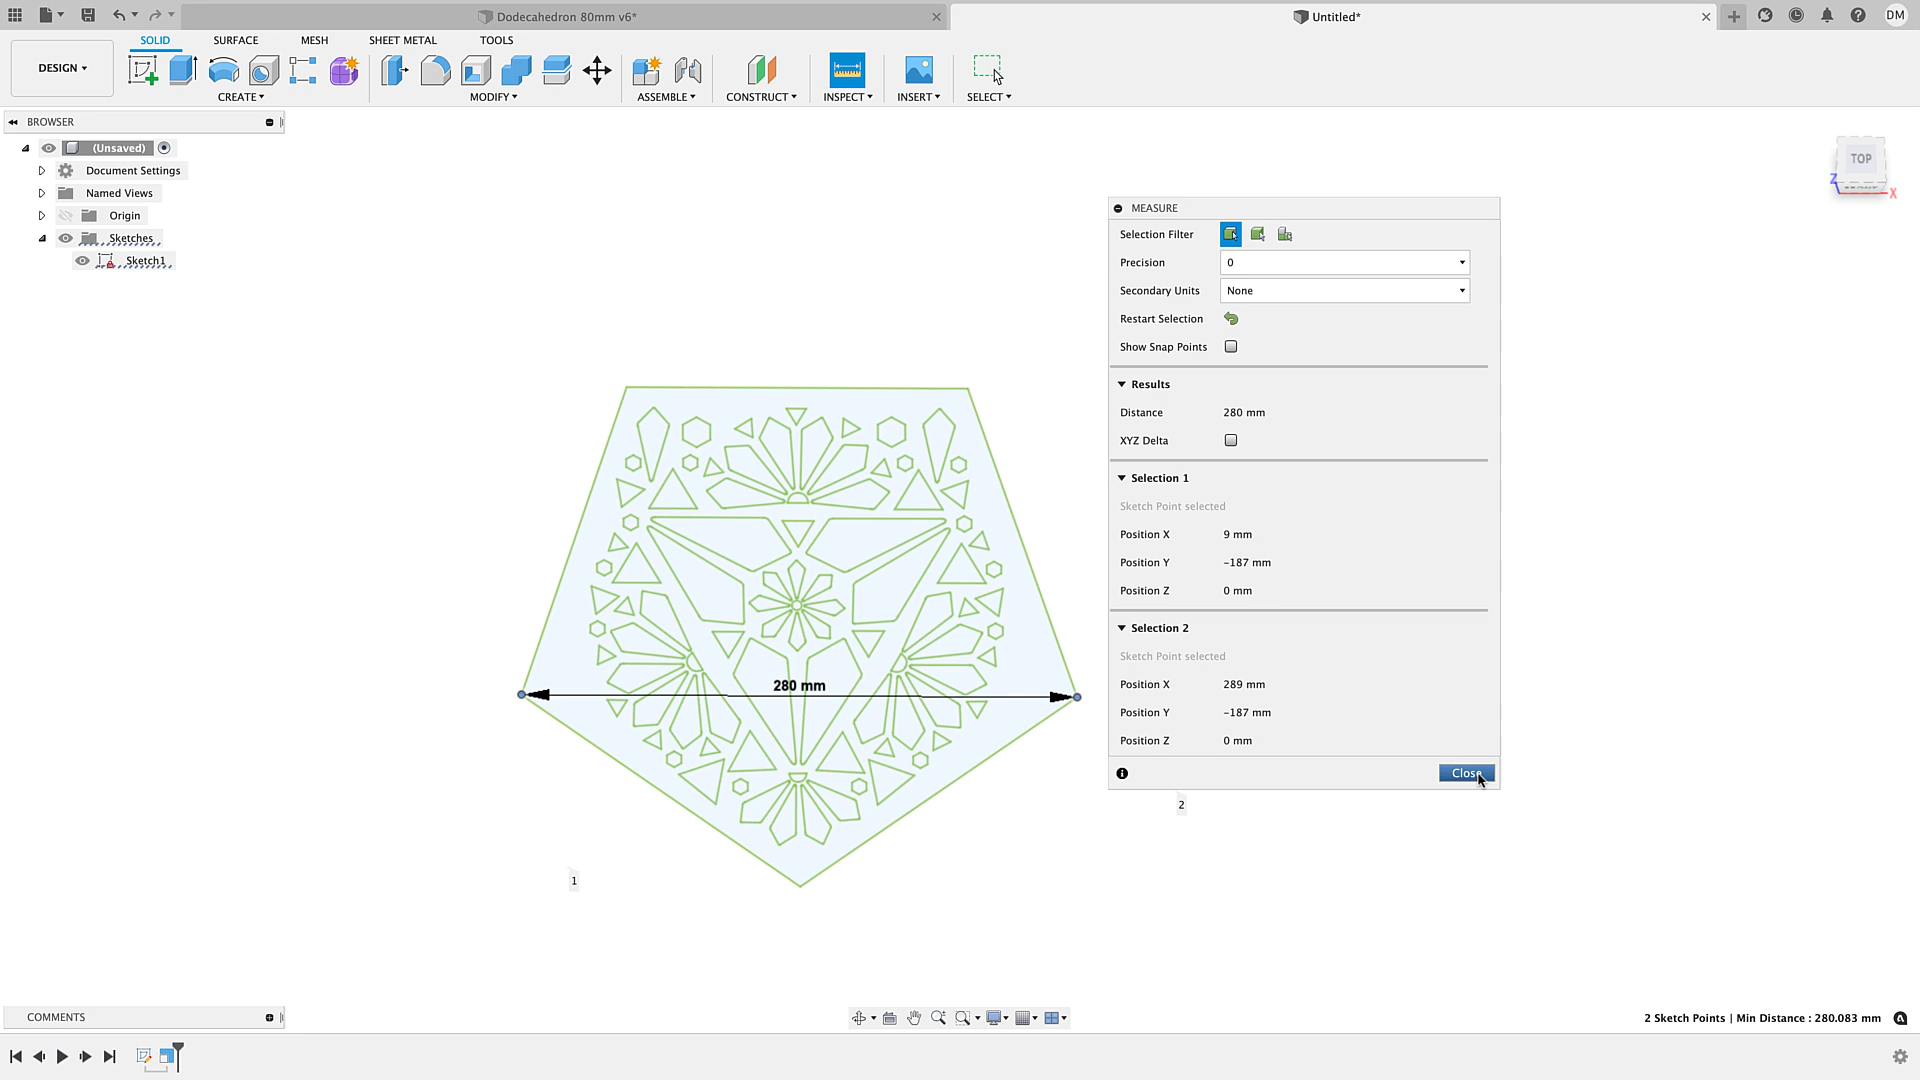 Dodecahedron 80mm v6*
Untitled*
DM
DESIGN
SOLID
SURFACE
MESH
SHEET METAL
TOOLS
CREATE
MODIFY
ASSEMBLE
CONSTRUCT
INSPECT
INSERT
SELECT
BROWSER
(Unsaved)
Document Settings
Named Views
Origin
Sketches
Sketch1
TOP
FRONT
Z
X
MEASURE
Selection Filter
Precision 0
Secondary Units None
Restart Selection
Show Snap Points
Results
Distance 280 mm
XYZ Delta
Selection 1
Sketch Point selected
Position X 9 mm
Position Y -187 mm
Position Z 0 mm
Selection 2
Sketch Point selected
Position X 289 mm
Position Y -187 mm
Position Z 0 mm
Close
280 mm
2
1
COMMENTS
2 Sketch Points | Min Distance : 280.083 mm